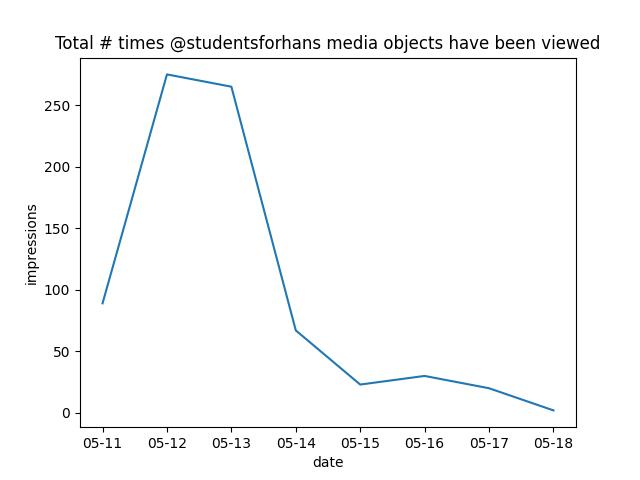 Total # times @studentsforhans media objects have been viewed
impressions
250
200
150
100
50
0
05-11 05-12 05-13 05-14 05-15 05-16 05-17 05-18
date